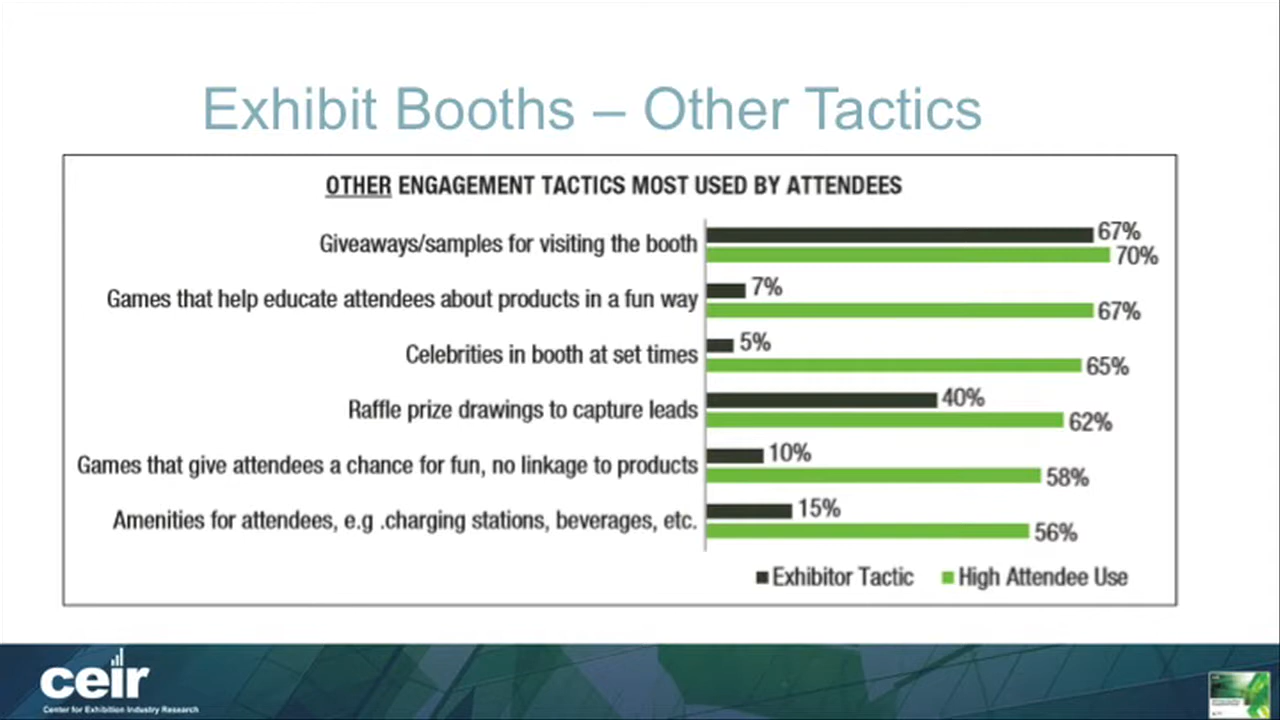 Exhibit Booths – Other Tactics
OTHER ENGAGEMENT TACTICS MOST USED BY ATTENDEES
Giveaways/samples for visiting the booth 67%
70%
Games that help educate attendees about products in a fun way 7%
67%
Celebrities in booth at set times 5%
65%
Raffle prize drawings to capture leads 40%
62%
Games that give attendees a chance for fun, no linkage to products 10%
58%
Amenities for attendees, e.g .charging stations, beverages, etc. 15%
56%
Exhibitor Tactic High Attendee Use
ceir
Center for Exhibition Industry Research